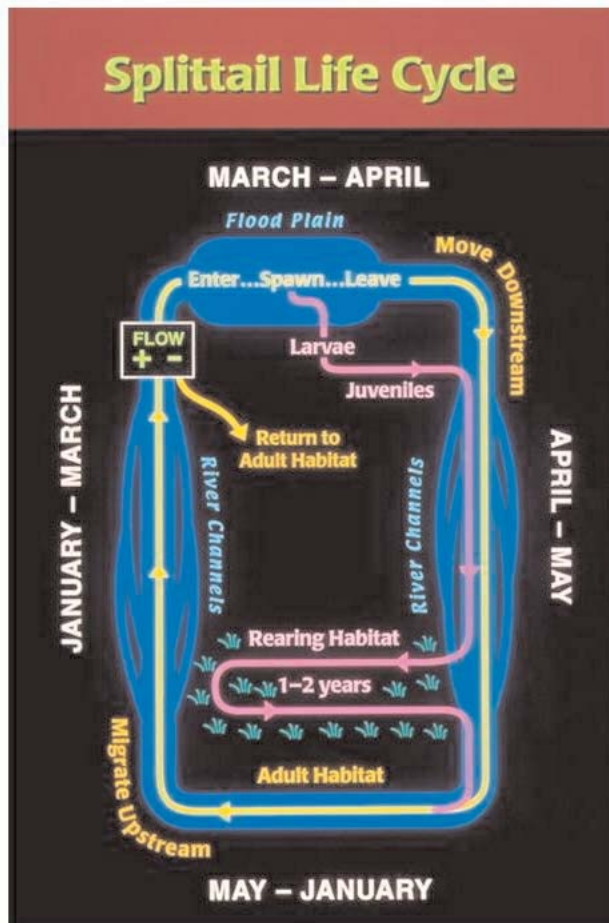 Splittail Life Cycle
MARCH – APRIL
Flood Plain
Move Downstream
Enter...Spawn...Leave
FLOW
+ –
Larvae
Juveniles
Return to
Adult Habitat
River Channels
River Channels
JANUARY – MARCH
APRIL – MAY
Rearing Habitat
1–2 years
Adult Habitat
Migrate Upstream
MAY – JANUARY